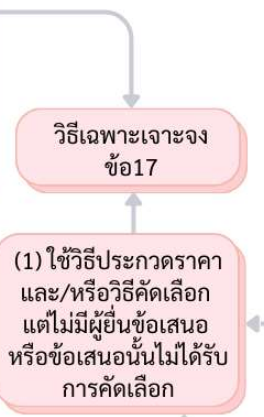 วิธีเฉพาะเจาะจง
ข้อ17
(1) ใช้วิธีประกวดราคา
และ/หรือวิธีคัดเลือก
แต่ไม่มีผู้ยื่นข้อเสนอ
หรือข้อเสนอนั้นไม่ได้รับ
การคัดเลือก